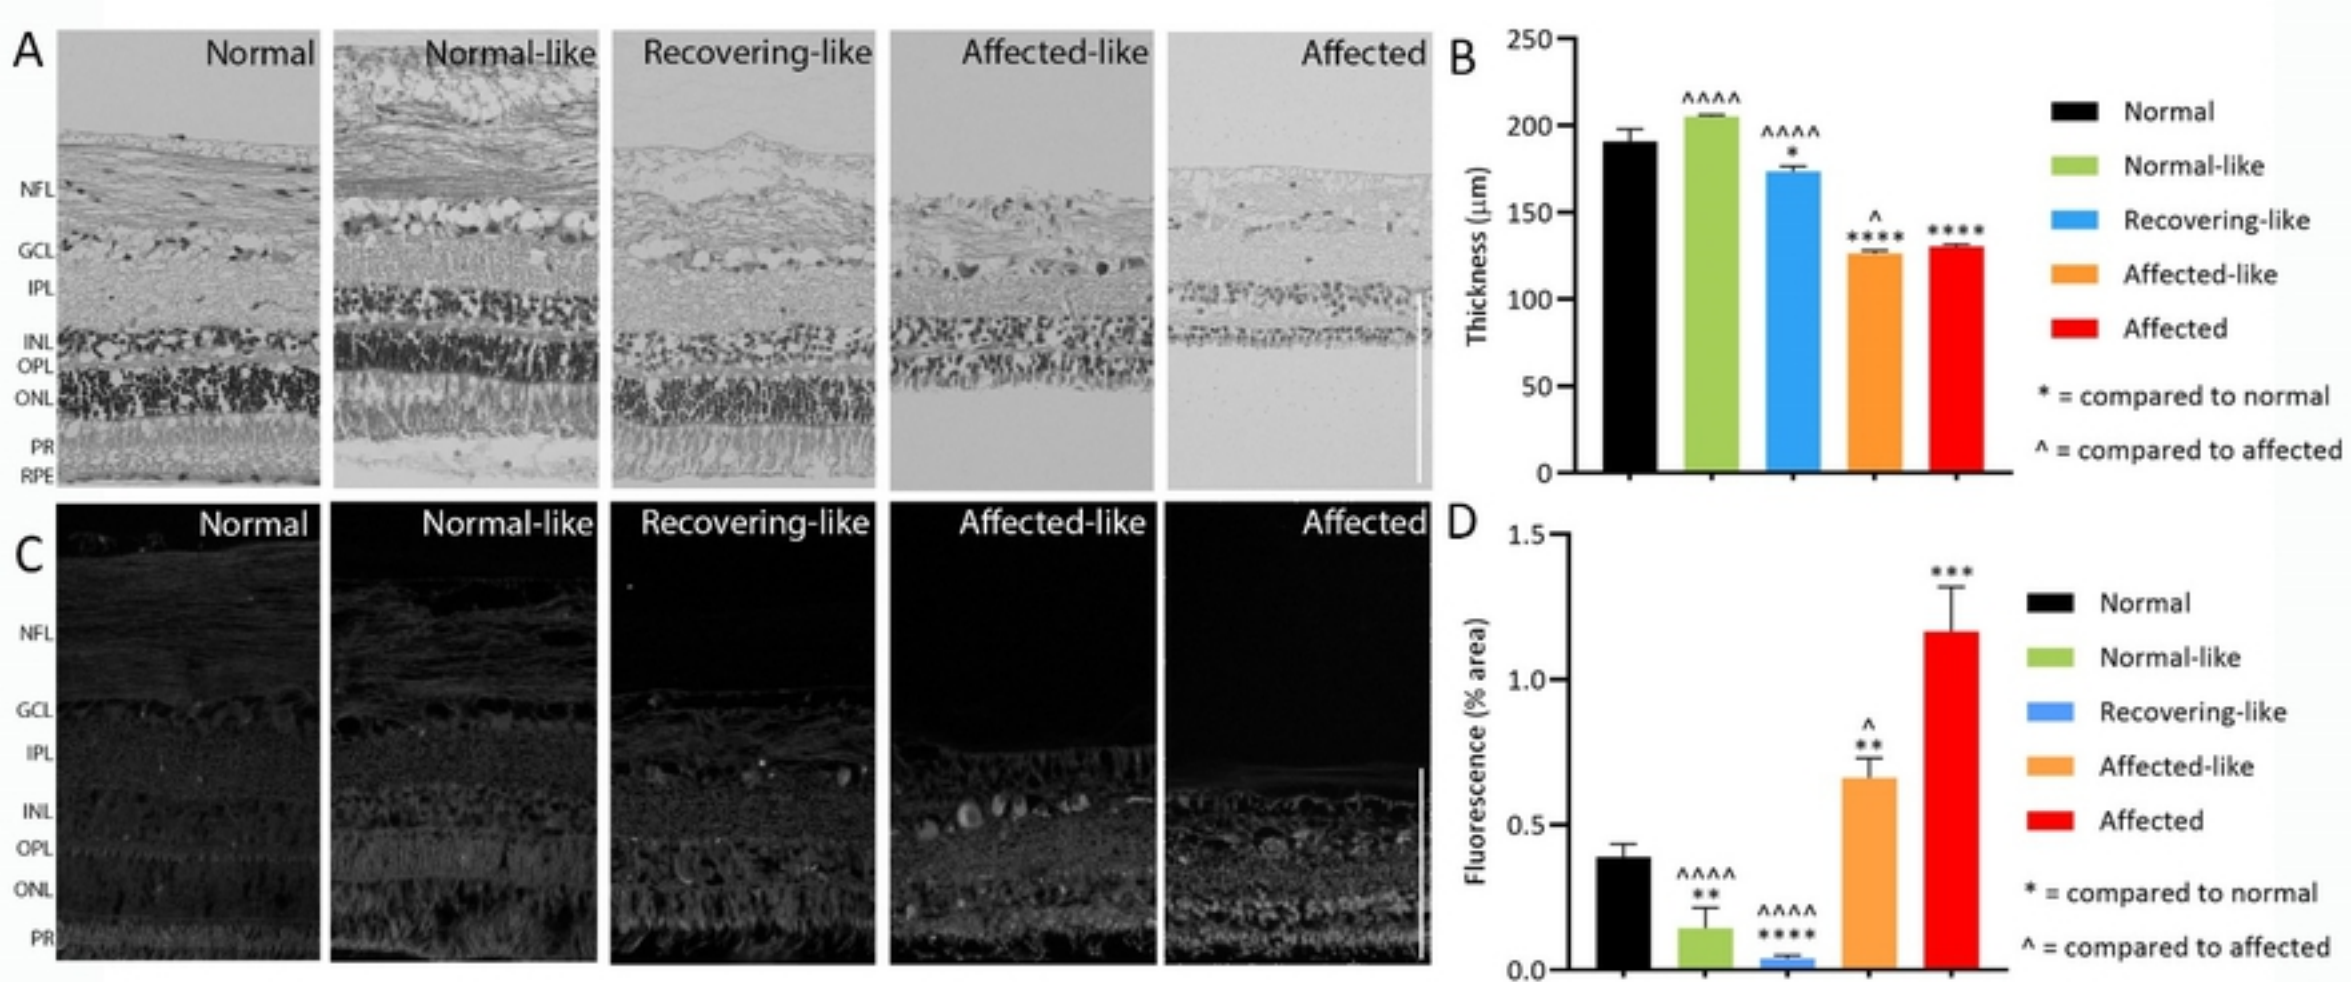 A
Normal
Normal-like
Recovering-like
Affected-like
Affected
NFL
GCL
IPL
INL
OPL
ONL
PR
RPE
B
250
200
150
100
50
0
Thickness (µm)
^^^^
^^^^
*
^
****
****
Normal
Normal-like
Recovering-like
Affected-like
Affected
* = compared to normal
^ = compared to affected
C
Normal
Normal-like
Recovering-like
Affected-like
Affected
NFL
GCL
IPL
INL
OPL
ONL
PR
D
1.5
1.0
0.5
0.0
Fluorescence (% area)
^^^^
**
^^^^
****
^
**
***
Normal
Normal-like
Recovering-like
Affected-like
Affected
* = compared to normal
^ = compared to affected